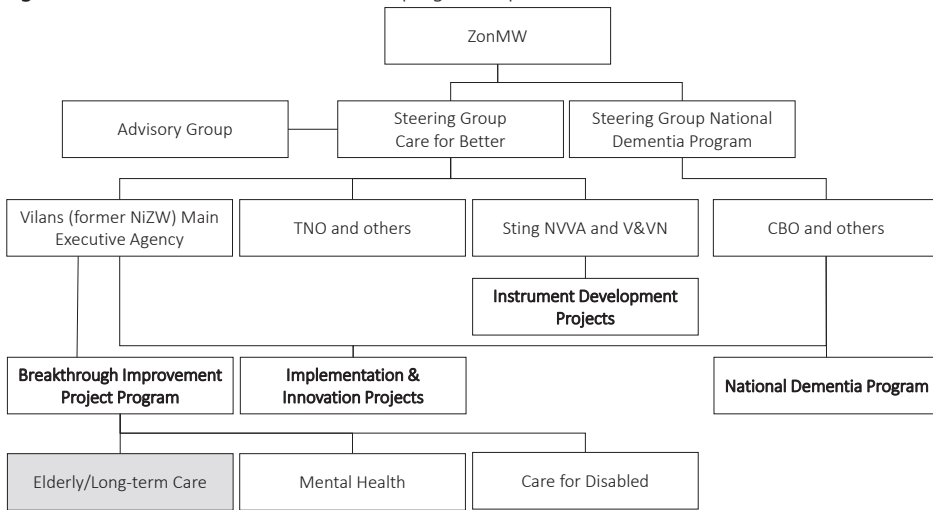 ZonMW
Advisory Group
Steering Group
Care for Better
Steering Group National
Dementia Program
Vilans (former NiZW) Main
Executive Agency
TNO and others
Sting NVVA and V&VN
CBO and others
Instrument Development
Projects
Breakthrough Improvement
Project Program
Implementation &
Innovation Projects
National Dementia Program
Elderly/Long-term Care
Mental Health
Care for Disabled